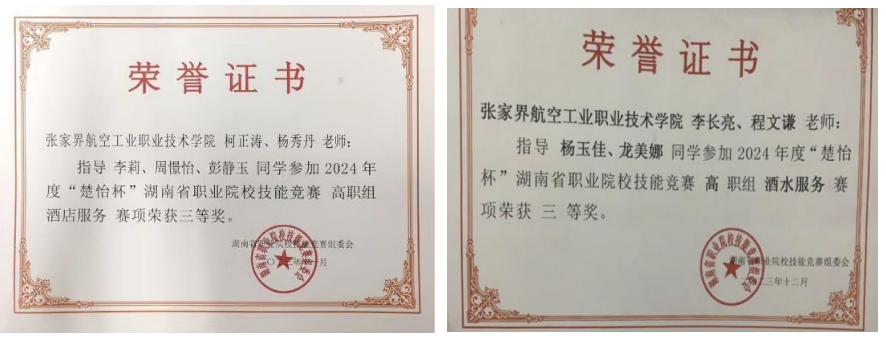 荣誉证书
张家界航空工业职业技术学院 柯正涛、杨秀丹 老师：
指导 李莉、周憬怡、彭静玉 同学参加 2024 年
度“楚怡杯”湖南省职业院校技能竞赛 高职组
酒店服务 赛项荣获三等奖。
湖南省职业院校技能竞赛组委会
月
荣誉证书
张家界航空工业职业技术学院 李长亮、程文谦 老师：
指导 杨玉佳、龙美娜 同学参加 2024 年度“楚怡
杯”湖南省职业院校技能竞赛 高 职组 酒水服务 赛
项荣获 三 等奖。
湖南省职业院校技能竞赛组委会
二三年十二月